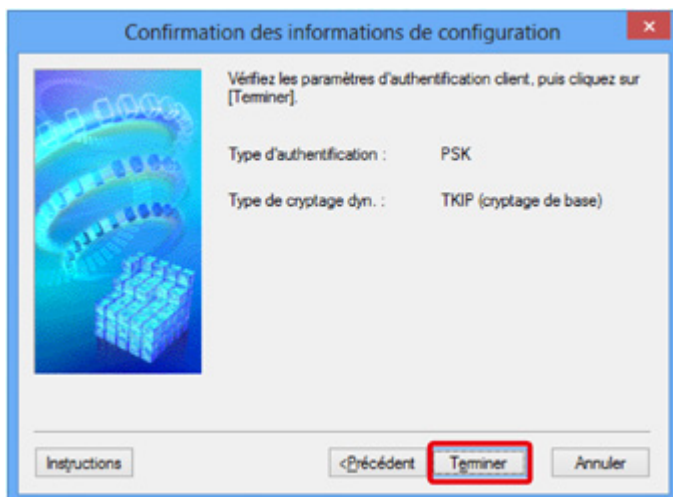 Confirmation des informations de configuration
Vérifiez les paramètres d'authentification client, puis cliquez sur
[Terminer].
Type d'authentification : PSK
Type de cryptage dyn. : TKIP (cryptage de base)
Instructions <Précédent Terminer Annuler